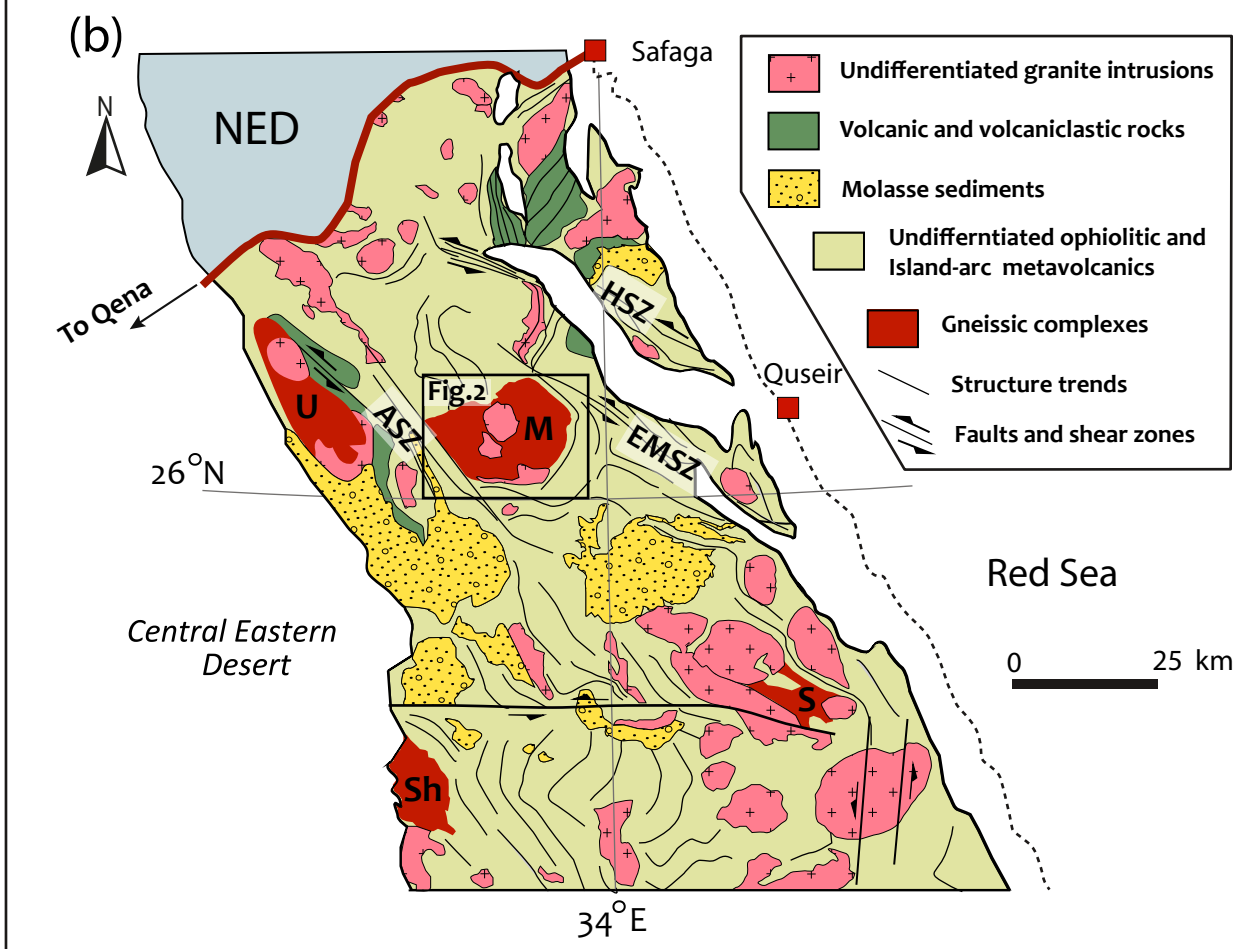 (b)
Safaga
N
NED
Undifferentiated granite intrusions
Volcanic and volcaniclastic rocks
Molasse sediments
Undifferntiated ophiolitic and
Island-arc metavolcanics
Gneissic complexes
Structure trends
Faults and shear zones
To Qena
HSZ
Quseir
Fig.2
U
ASZ
M
EMSZ
26°N
Red Sea
Central Eastern
Desert
0 25 km
S
Sh
34°E